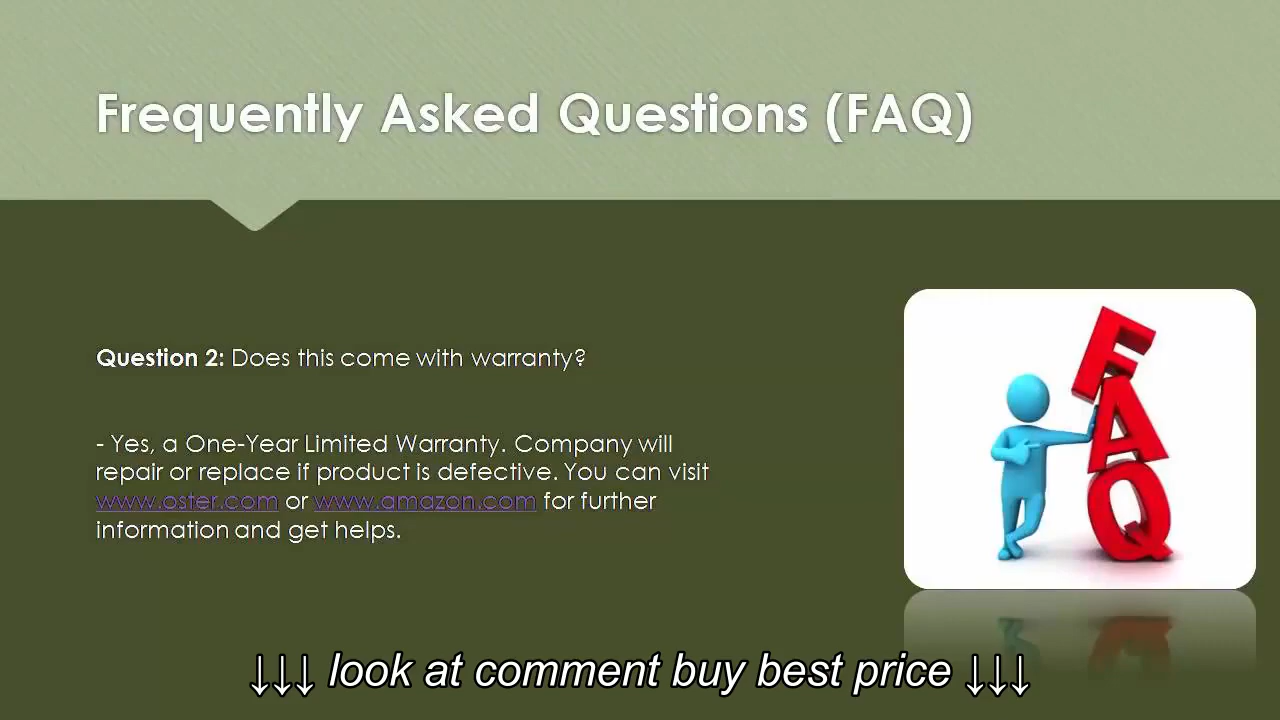 Frequently Asked Questions (FAQ)
Question 2: Does this come with warranty?
- Yes, a One-Year Limited Warranty. Company will
repair or replace if product is defective. You can visit
www.oster.com or www.amazon.com for further
information and get helps.
FAQ
↓↓↓ look at comment buy best price ↓↓↓